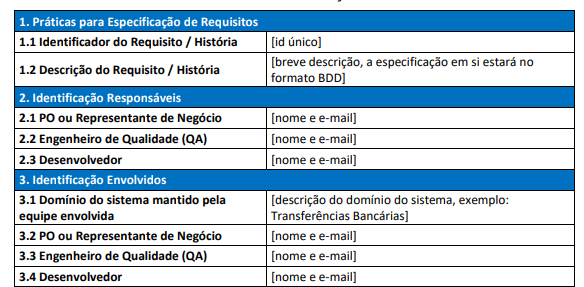 1. Práticas para Especificação de Requisitos
1.1 Identificador do Requisito / História [id único]
1.2 Descrição do Requisito / História [breve descrição, a especificação em si estará no
formato BDD]
2. Identificação Responsáveis
2.1 PO ou Representante de Negócio [nome e e-mail]
2.2 Engenheiro de Qualidade (QA) [nome e e-mail]
2.3 Desenvolvedor [nome e e-mail]
3. Identificação Envolvidos
3.1 Domínio do sistema mantido pela [descrição do domínio do sistema, exemplo:
equipe envolvida Transferências Bancárias]
3.2 PO ou Representante de Negócio [nome e e-mail]
3.3 Engenheiro de Qualidade (QA) [nome e e-mail]
3.4 Desenvolvedor [nome e e-mail]